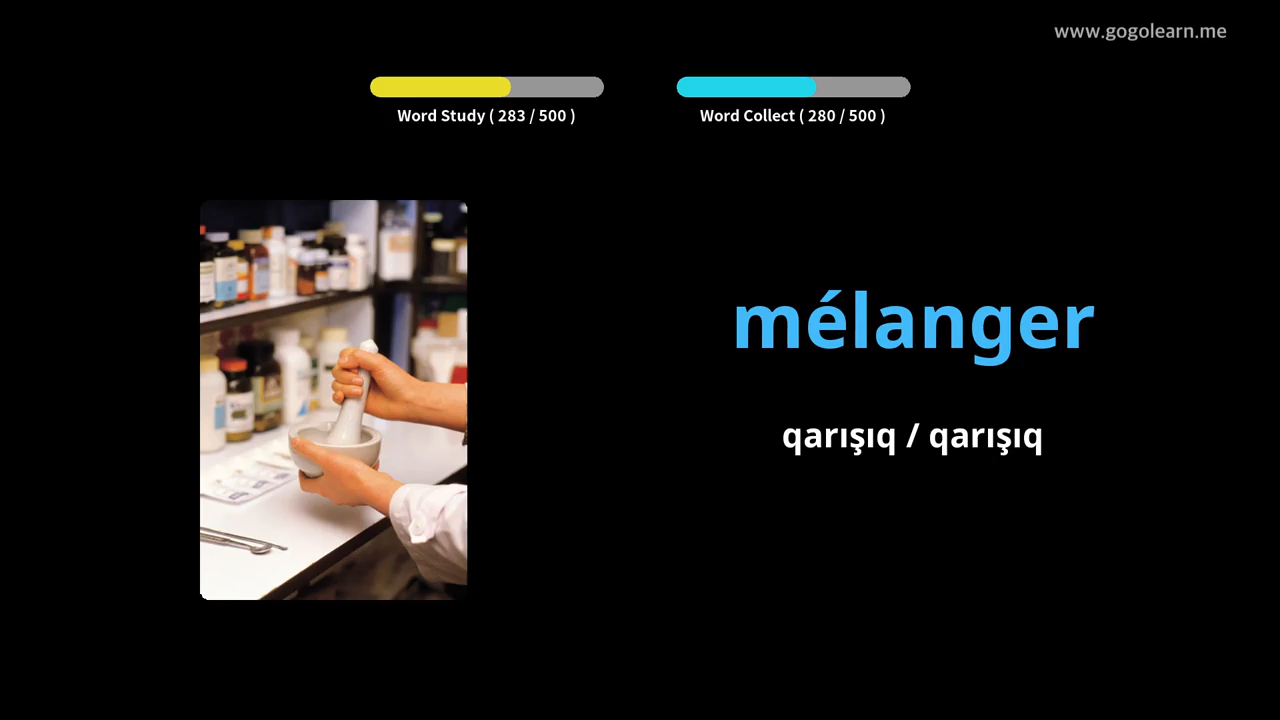 www.gogolearn.me
Word Study ( 283 / 500 )
Word Collect ( 280 / 500 )
mélanger
qarışıq / qarışıq